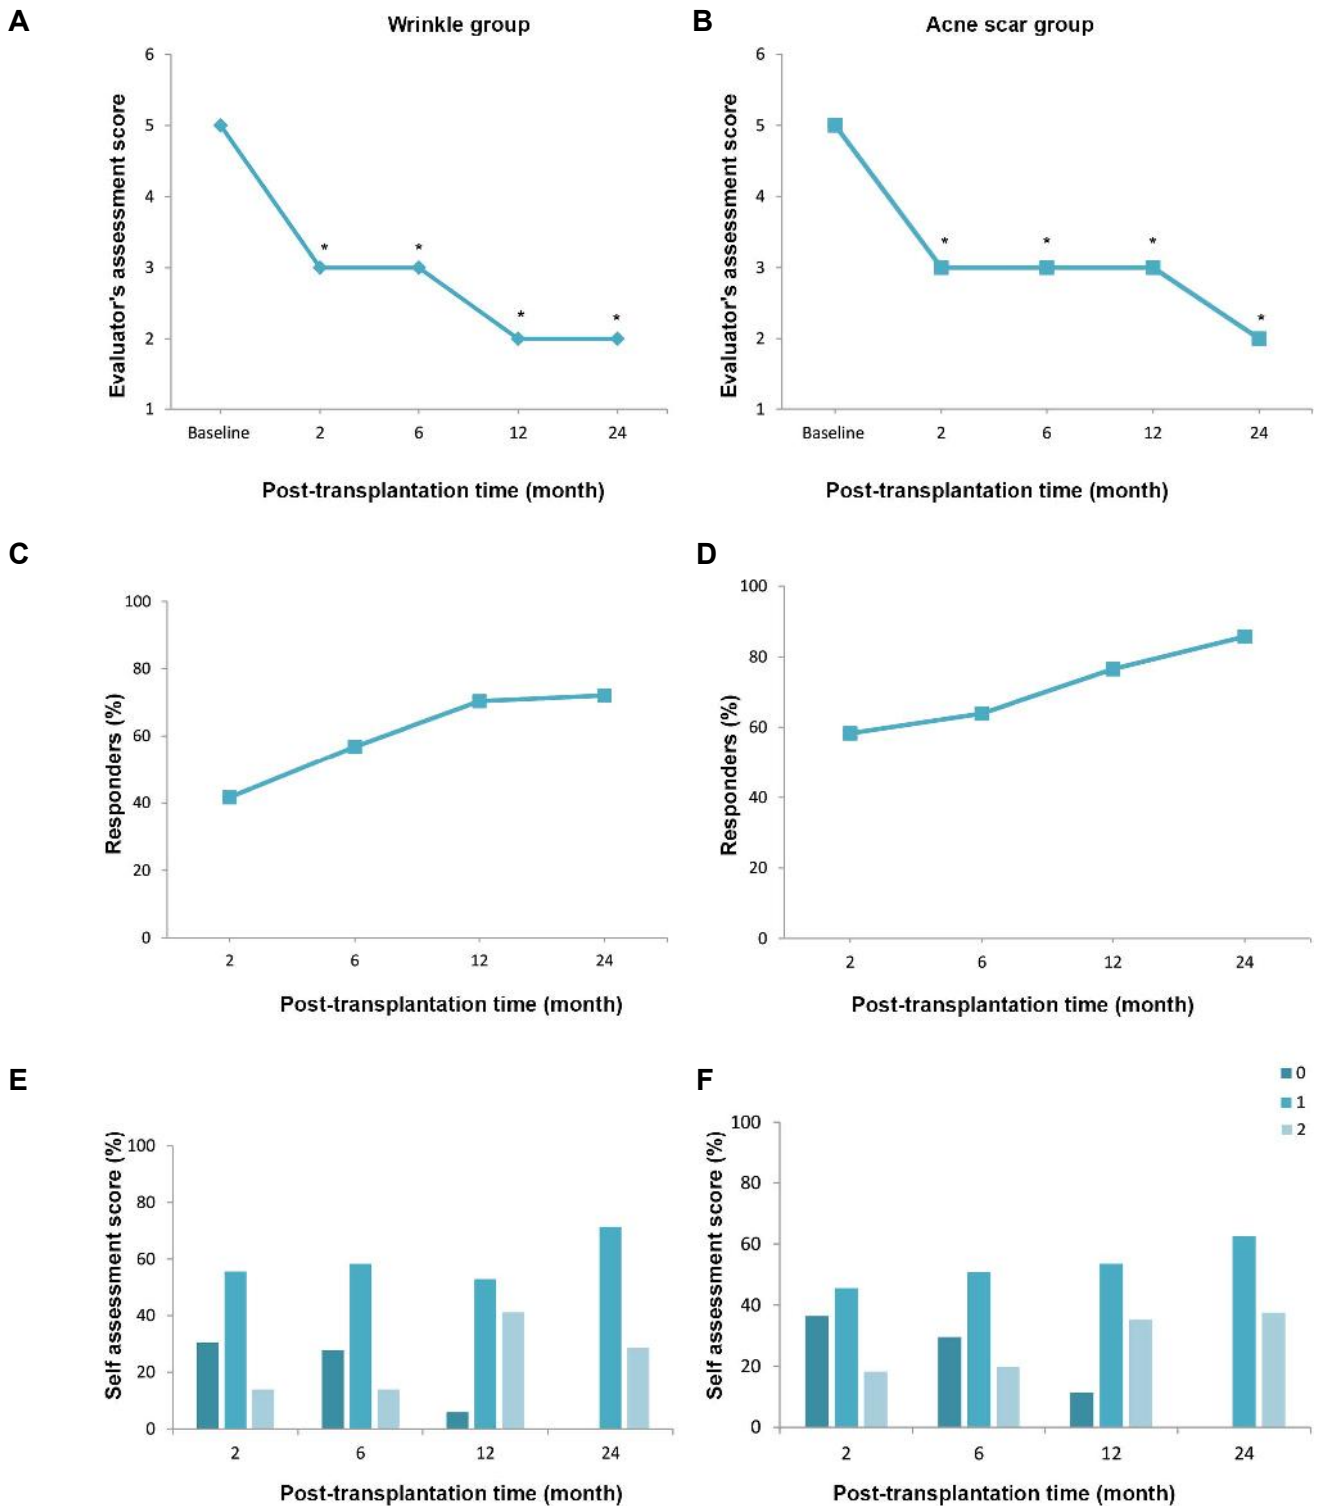 A
Wrinkle group
Evaluator's assessment score
6
5
4
3
2
1
*
*
*
*
Baseline 2 6 12 24
Post-transplantation time (month)
B
Acne scar group
Evaluator's assessment score
6
5
4
3
2
1
*
*
*
*
Baseline 2 6 12 24
Post-transplantation time (month)
C
Responders (%)
100
80
60
40
20
0
2 6 12 24
Post-transplantation time (month)
D
Responders (%)
100
80
60
40
20
0
2 6 12 24
Post-transplantation time (month)
E
Self assessment score (%)
100
80
60
40
20
0
2 6 12 24
Post-transplantation time (month)
F
Self assessment score (%)
100
80
60
40
20
0
2 6 12 24
Post-transplantation time (month)
0
1
2